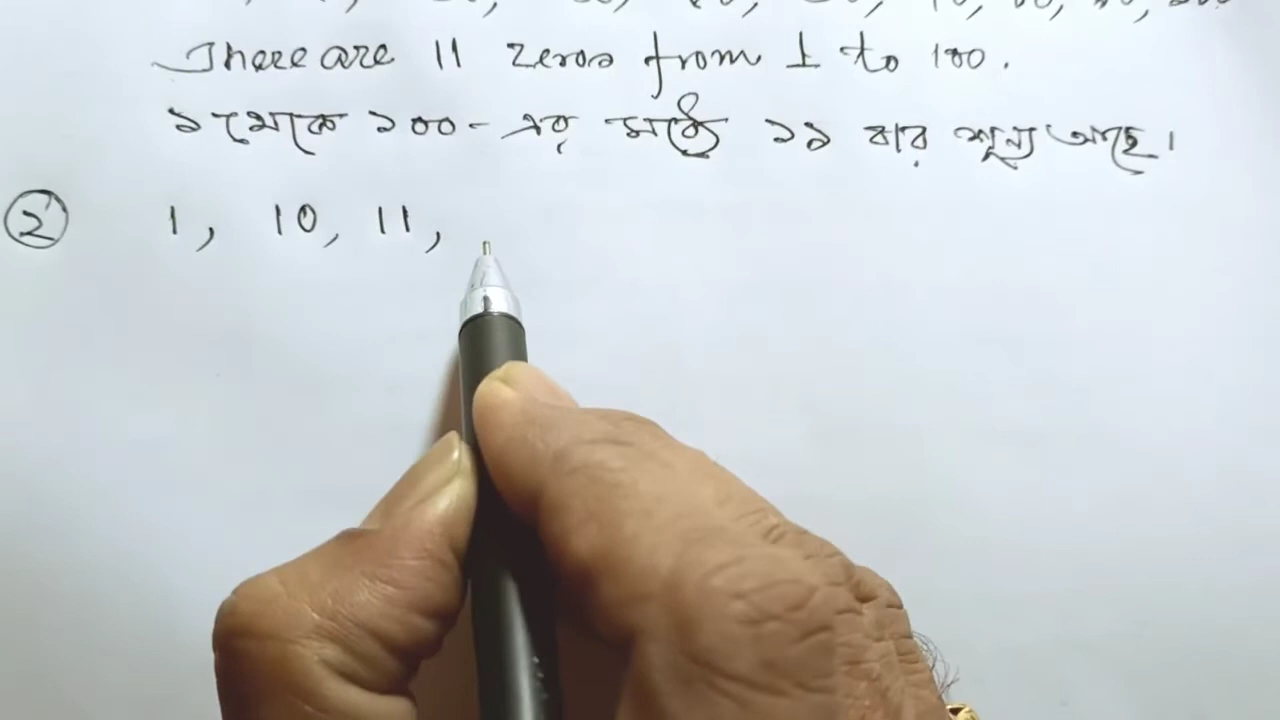 There are 11 zeros from 1 to 100.
১ থেকে ১০০-এর মধ্যে ১১ বার শূন্য আছে।
② 1, 10, 11,